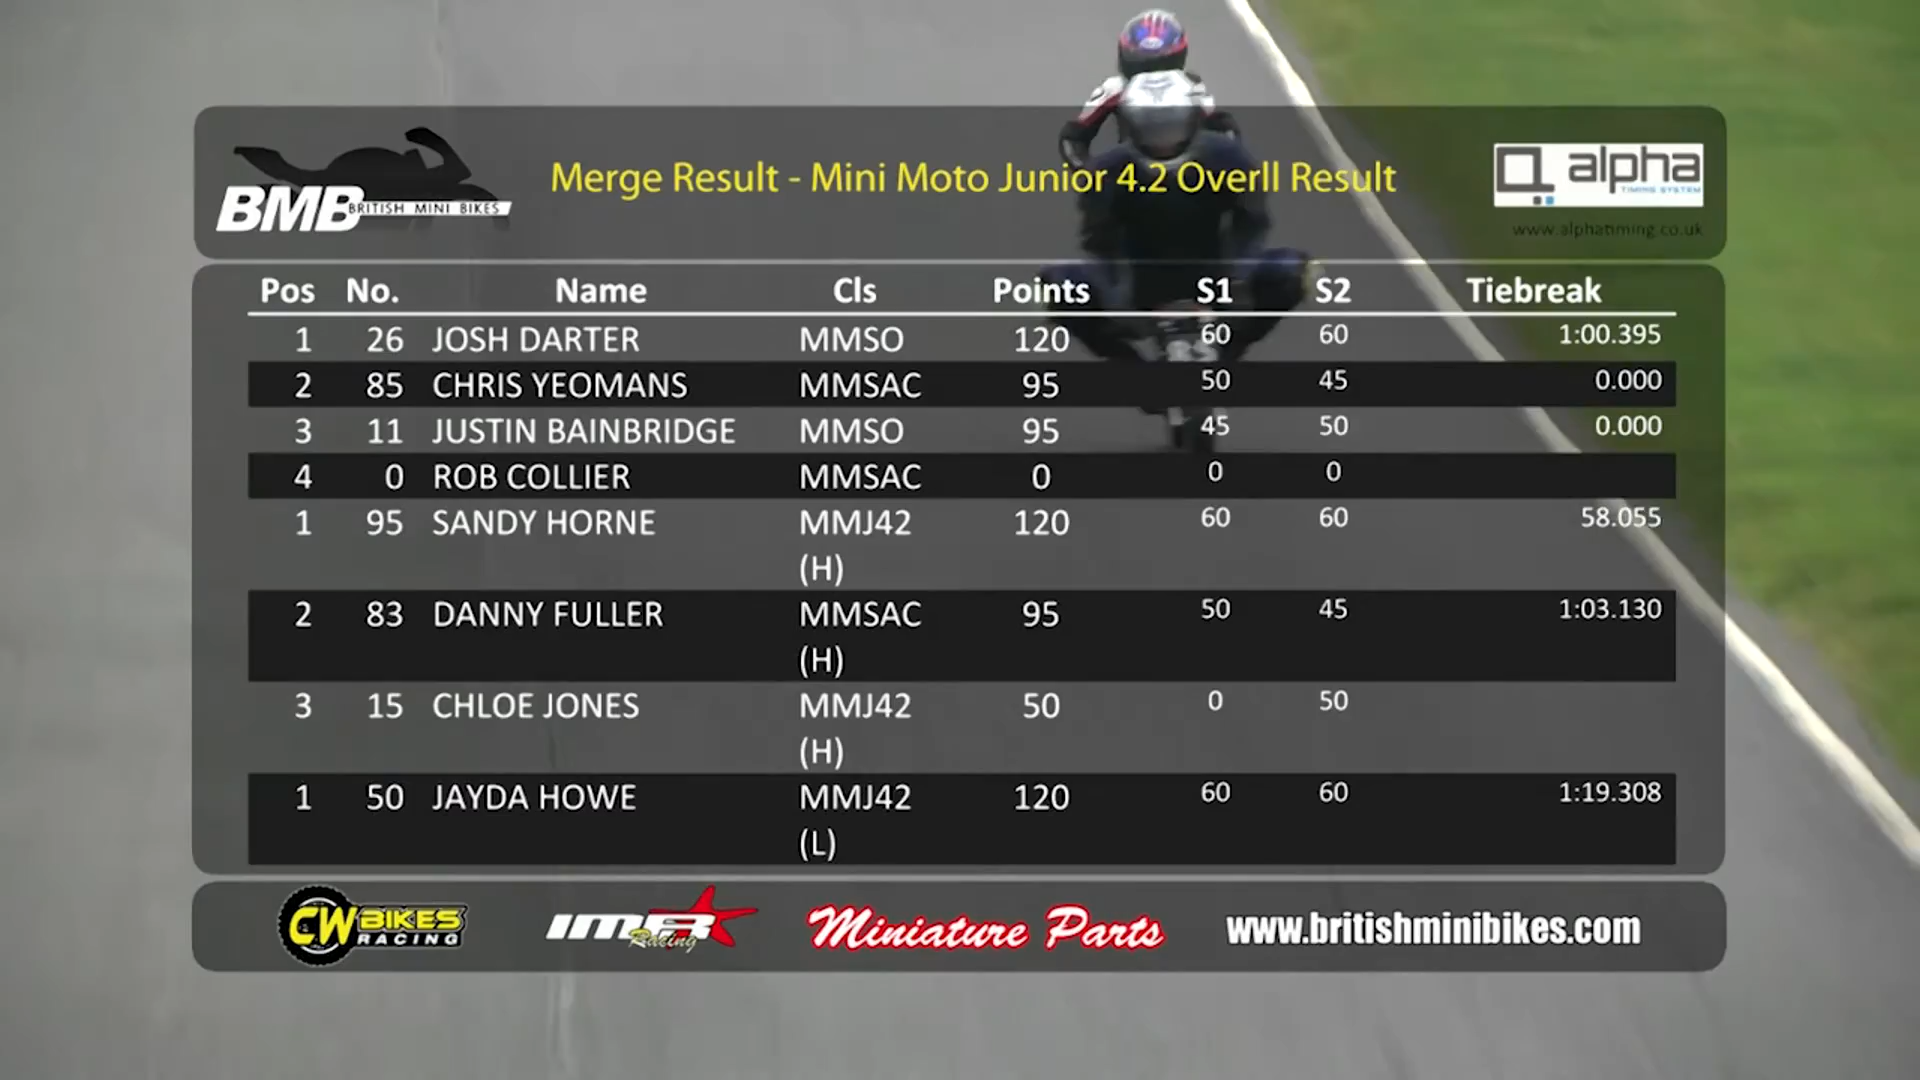 BMB BRITISH MINI BIKES
Merge Result - Mini Moto Junior 4.2 Overll Result
alpha
TIMING SYSTEM
www.alphatiming.co.uk
Pos No. Name Cls Points S1 S2 Tiebreak
1 26 JOSH DARTER MMSO 120 60 60 1:00.395
2 85 CHRIS YEOMANS MMSAC 95 50 45 0.000
3 11 JUSTIN BAINBRIDGE MMSO 95 45 50 0.000
4 0 ROB COLLIER MMSAC 0 0 0
1 95 SANDY HORNE MMJ42 120 60 60 58.055
(H)
2 83 DANNY FULLER MMSAC 95 50 45 1:03.130
(H)
3 15 CHLOE JONES MMJ42 50 0 50
(H)
1 50 JAYDA HOWE MMJ42 120 60 60 1:19.308
(L)
CW BIKES
RACING
IMR
Racing
Miniature Parts
www.britishminibikes.com